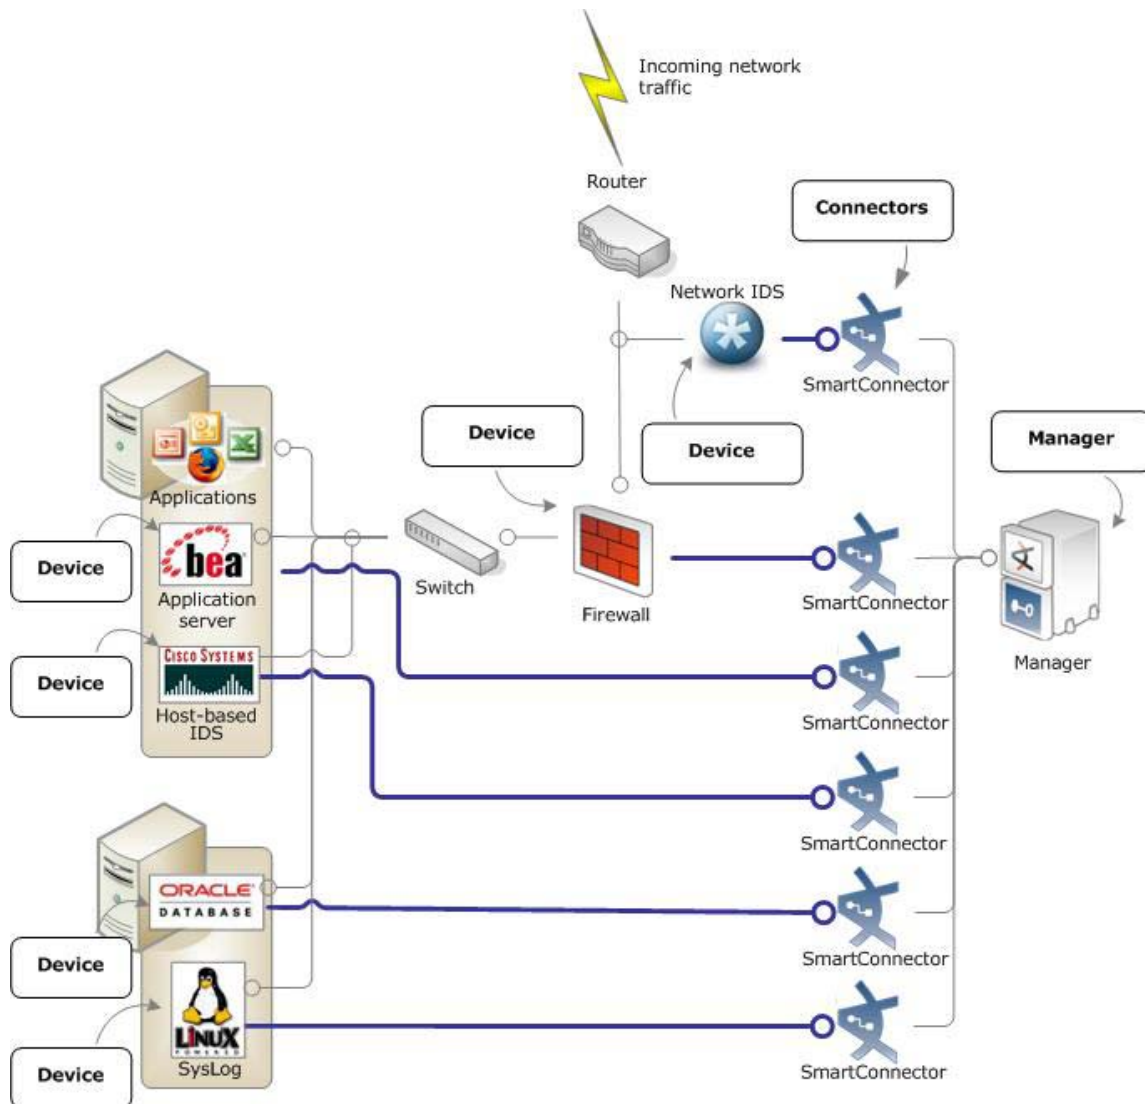 Incoming network
traffic
Router
Connectors
Network IDS
SmartConnector
Device
Device
Manager
Applications
Device
bea
Application
server
Switch
Firewall
SmartConnector
Manager
Device
CISCO SYSTEMS
Host-based
IDS
SmartConnector
SmartConnector
ORACLE
DATABASE
Device
SmartConnector
LINUX
POWERED
SysLog
Device
SmartConnector